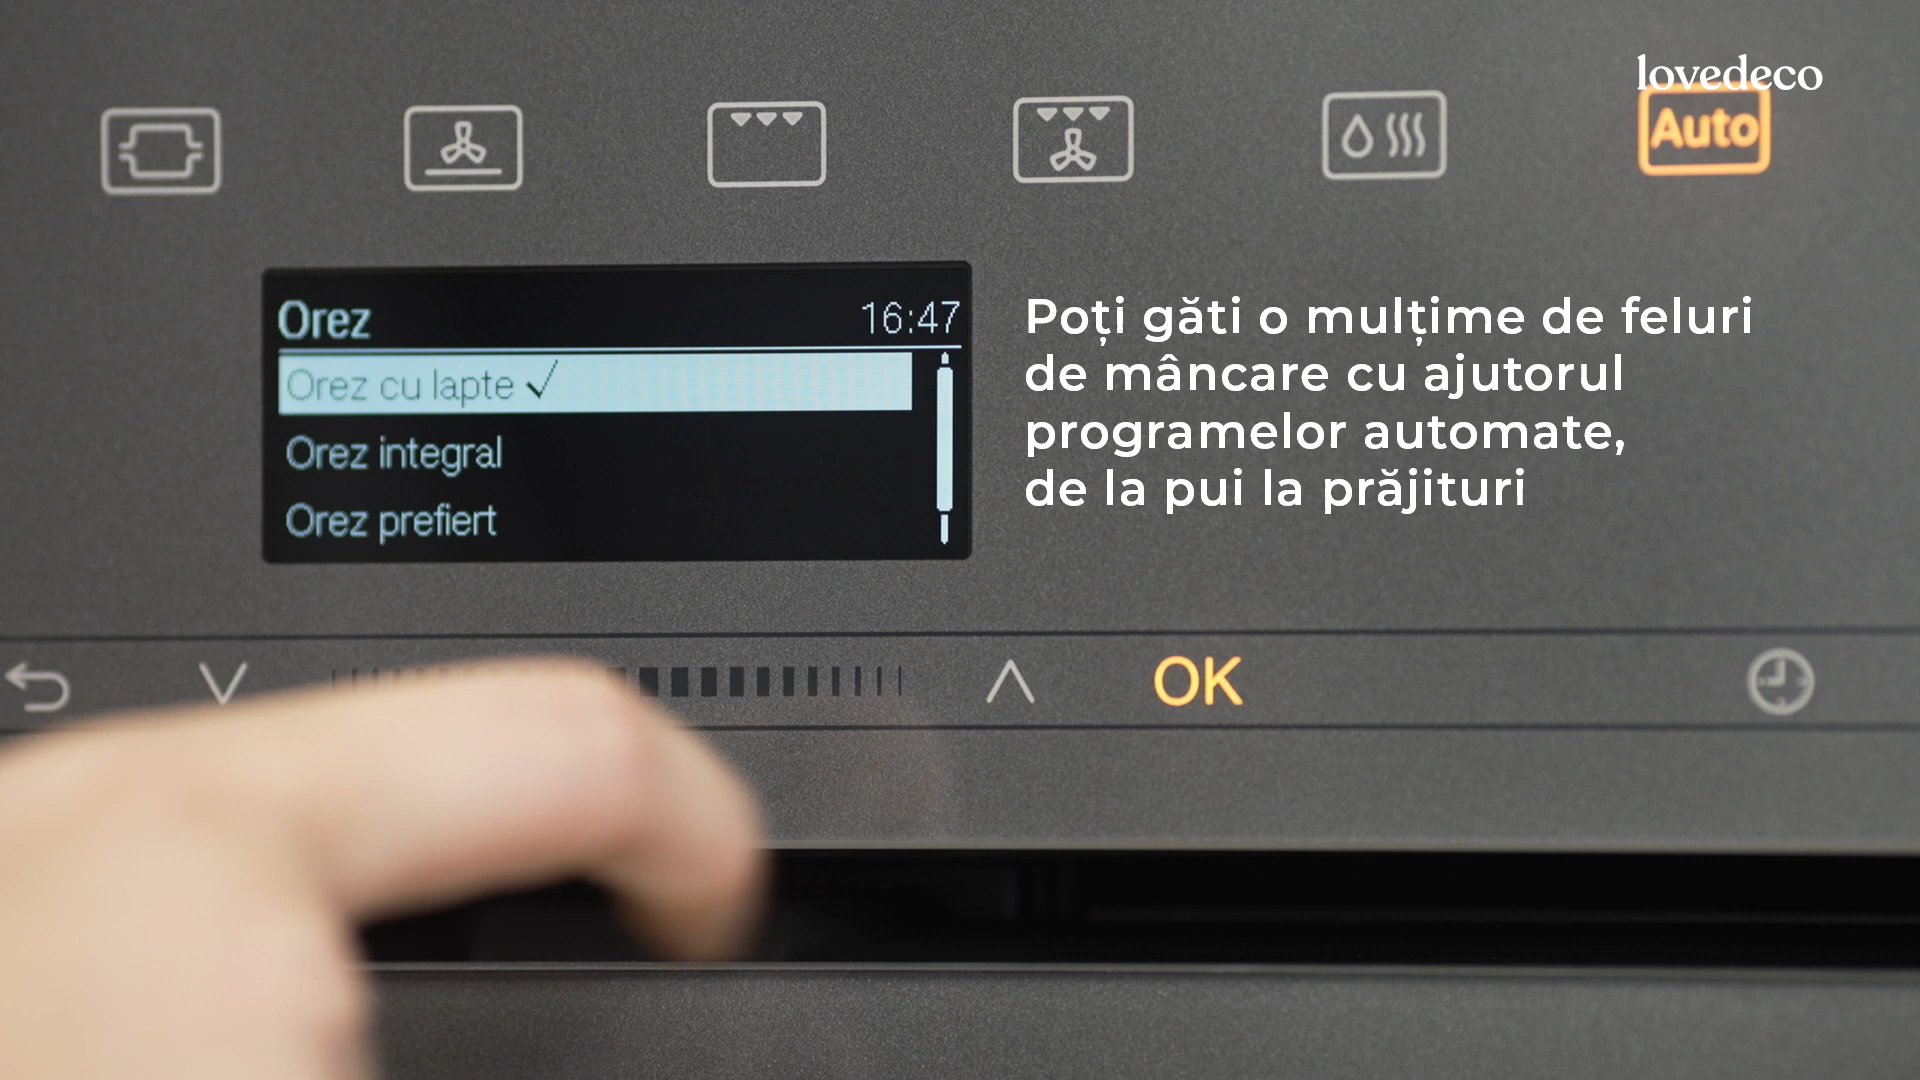 lovedeco
Auto
Orez 16:47
Orez cu lapte ✓
Orez integral
Orez prefiert
Poți găti o mulțime de feluri
de mâncare cu ajutorul
programelor automate,
de la pui la prăjituri
OK